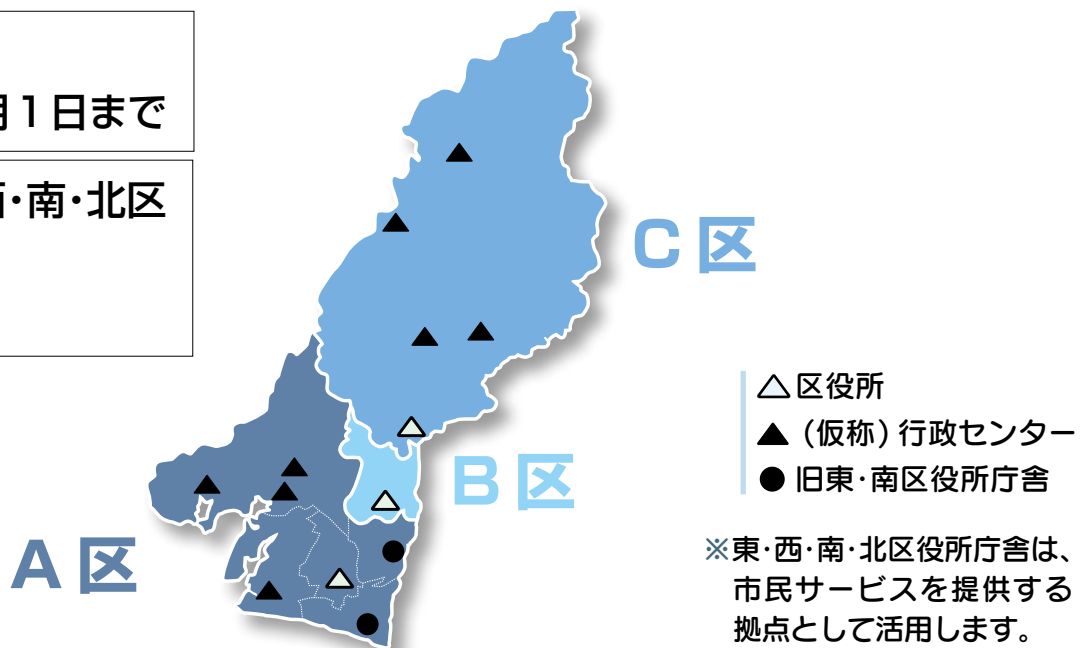 月1日まで
西・南・北区
C区
B区
A区
△区役所
▲(仮称)行政センター
●旧東・南区役所庁舎
※東・西・南・北区役所庁舎は、
市民サービスを提供する
拠点として活用します。